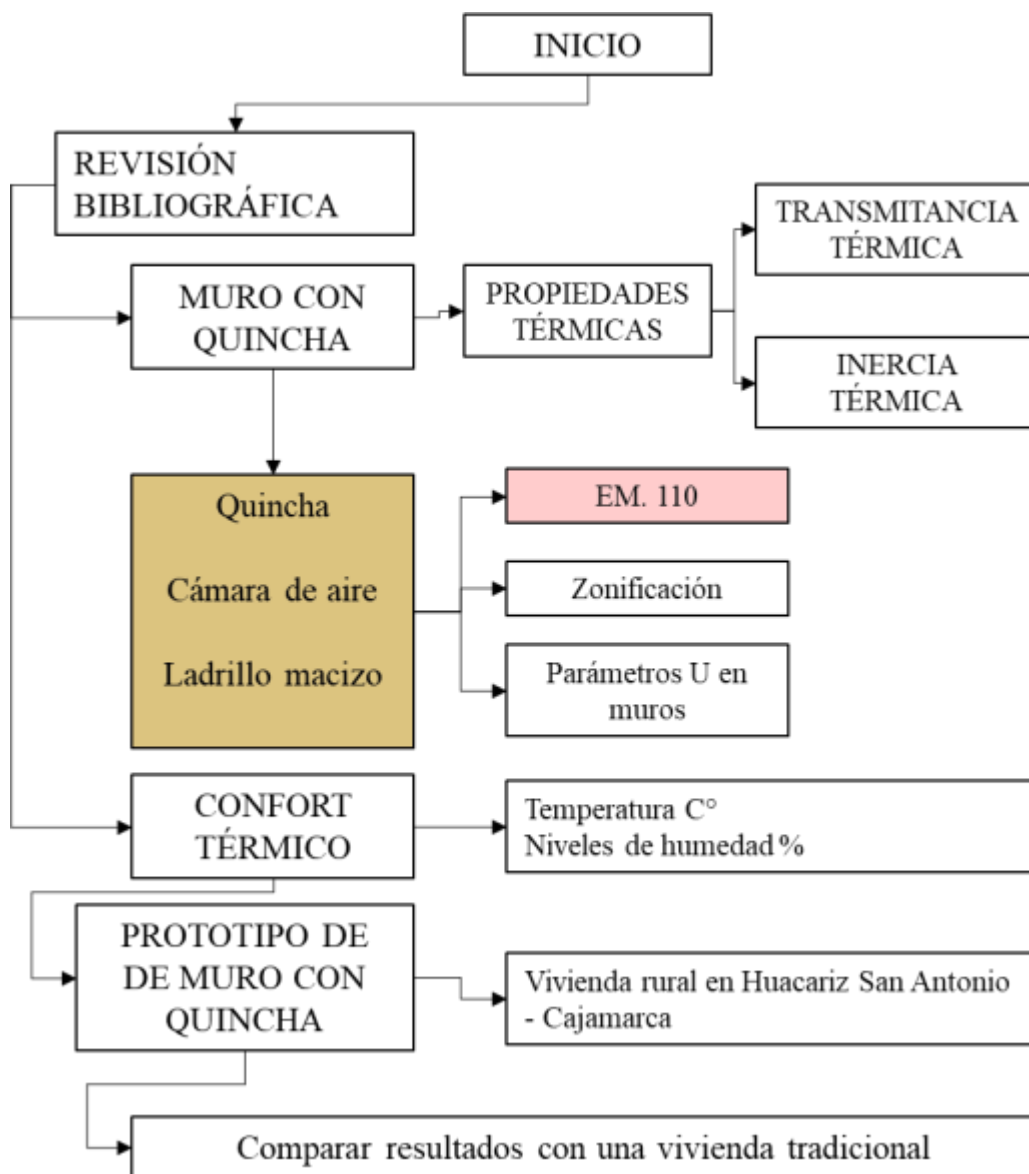 INICIO
REVISIÓN
BIBLIOGRÁFICA
TRANSMITANCIA
TÉRMICA
MURO CON
QUINCHA
PROPIEDADES
TÉRMICAS
INERCIA
TÉRMICA
Quincha
Cámara de aire
Ladrillo macizo
EM. 110
Zonificación
Parámetros U en
muros
CONFORT
TÉRMICO
Temperatura C°
Niveles de humedad %
PROTOTIPO DE
DE MURO CON
QUINCHA
Vivienda rural en Huacariz San Antonio
- Cajamarca
Comparar resultados con una vivienda tradicional